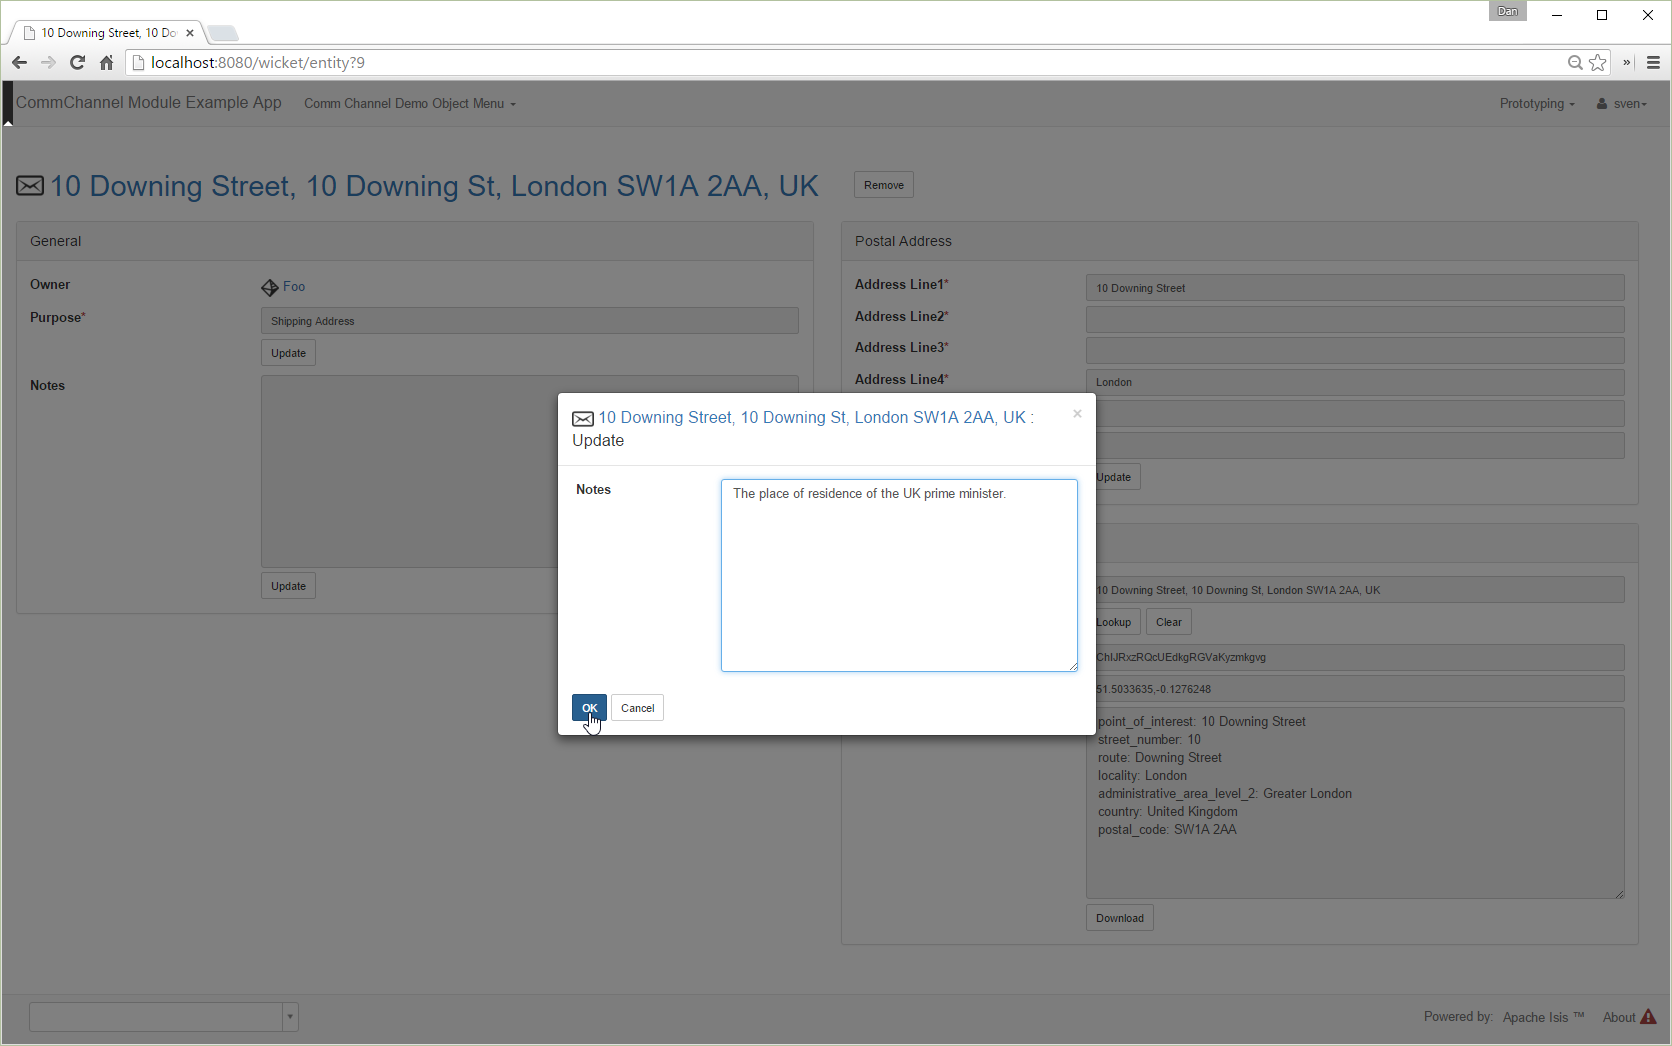 Dan
10 Downing Street, 10 Do
localhost:8080/wicket/entity?9
CommChannel Module Example App
Comm Channel Demo Object Menu
Prototyping
sven
10 Downing Street, 10 Downing St, London SW1A 2AA, UK
Remove
General
Owner
Foo
Purpose*
Shipping Address
Update
Notes
Update
Postal Address
Address Line1*
10 Downing Street
Address Line2*
Address Line3*
Address Line4*
London
Update
10 Downing Street, 10 Downing St, London SW1A 2AA, UK :
Update
Notes
The place of residence of the UK prime minister.
OK
Cancel
10 Downing Street, 10 Downing St, London SW1A 2AA, UK
Lookup
Clear
ChIJRxzRQcUEdkgRGVaKyzmkgvg
51.5033635,-0.1276248
point_of_interest: 10 Downing Street
street_number: 10
route: Downing Street
locality: London
administrative_area_level_2: Greater London
country: United Kingdom
postal_code: SW1A 2AA
Download
Powered by:
Apache Isis ™
About